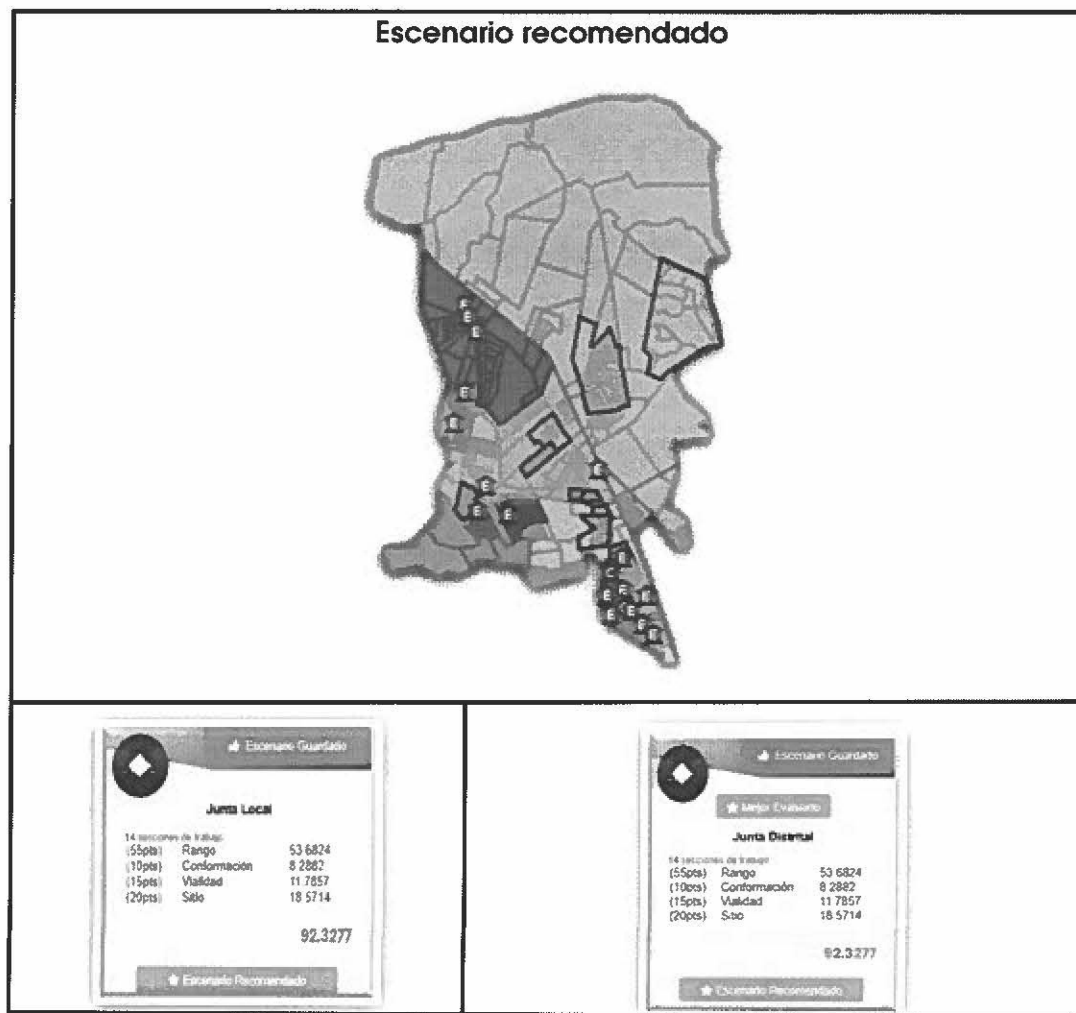 Escenario recomendado
E
E
E
E
E
E
E
E
E
E
E
E
E
E
Escenario Guardado
Junta Local
14 secciones de trabajo
(55pts) Rango 53.6824
(10pts) Conformación 8.2882
(15pts) Vialidad 11.7857
(20pts) Sitio 18.5714
92.3277
Escenario Recomendado
Escenario Guardado
Mejor Evaluado
Junta Distrital
14 secciones de trabajo
(55pts) Rango 53.6824
(10pts) Conformación 8.2882
(15pts) Vialidad 11.7857
(20pts) Sitio 18.5714
92.3277
Escenario Recomendado